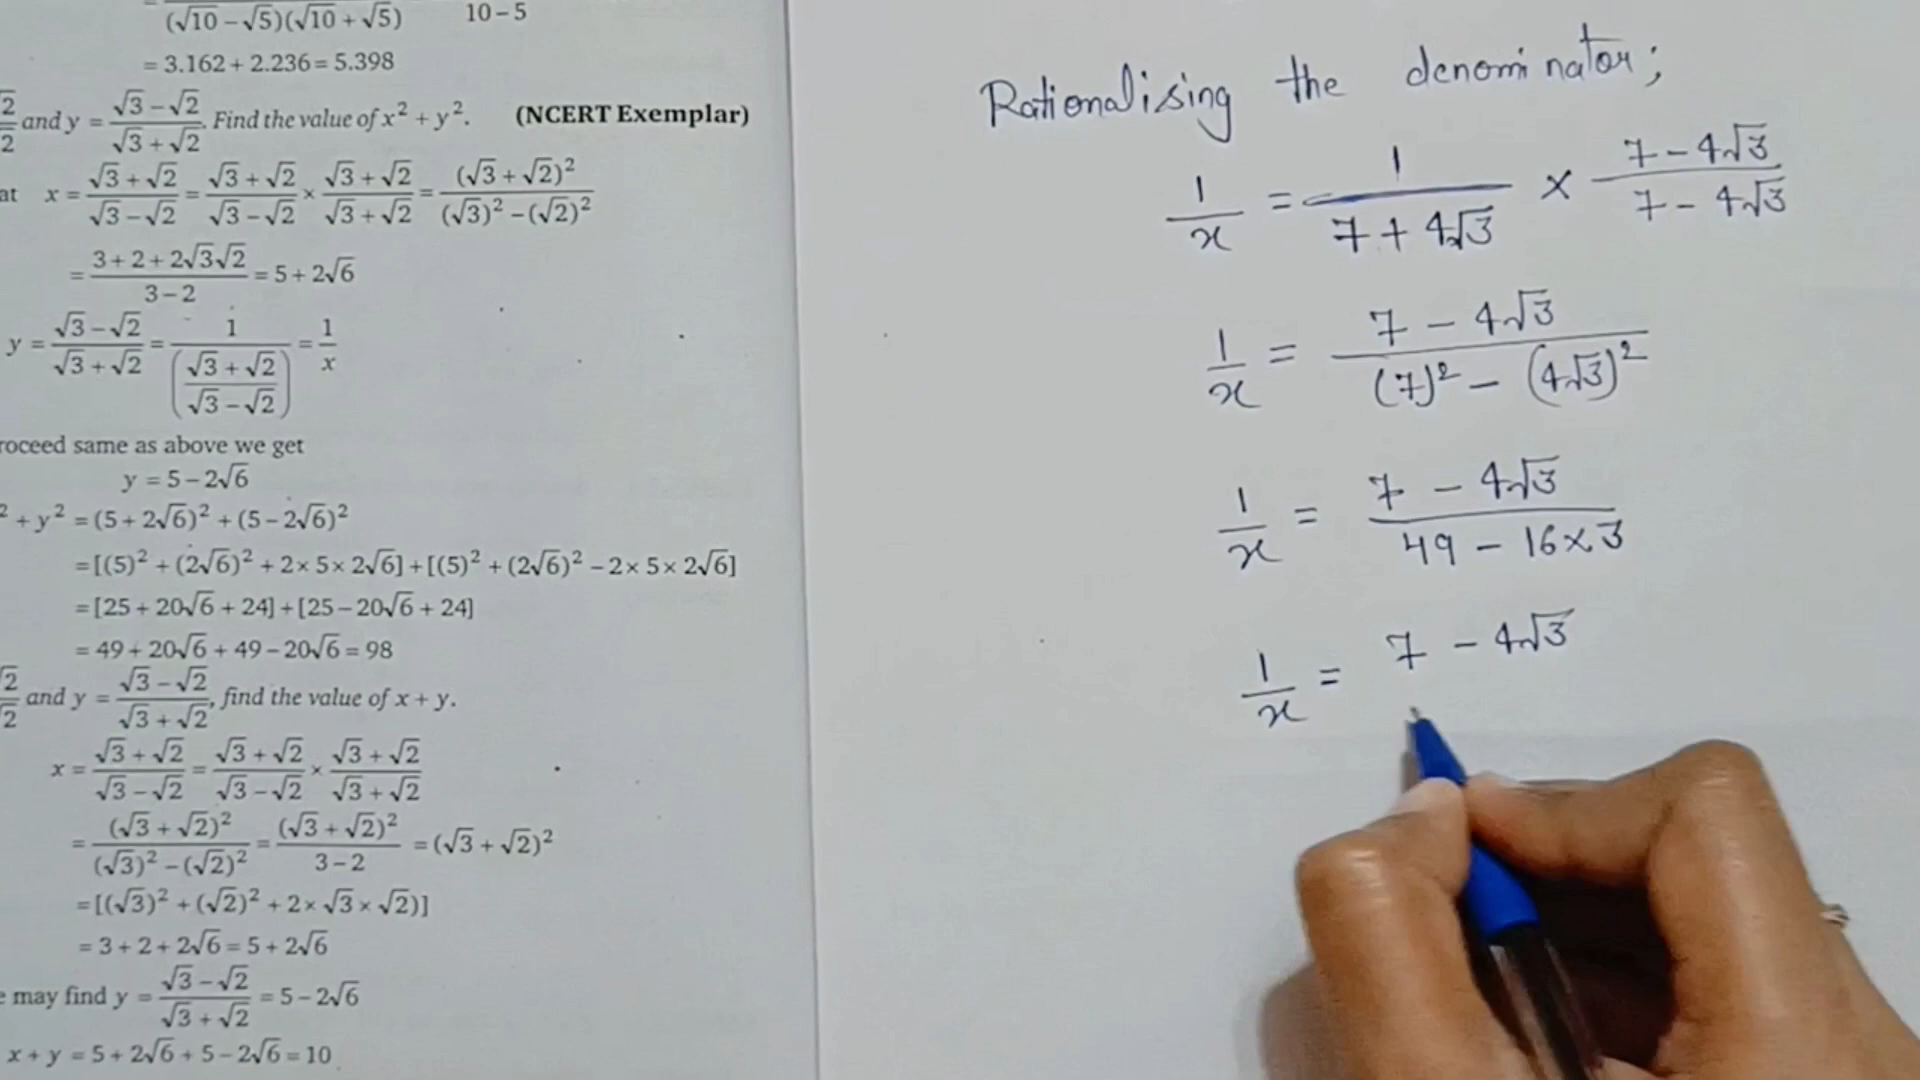 = (√10 − √5)(√10 + √5) 10 − 5
= 3.162 + 2.236 = 5.398
√2/√2 and y = (√3 − √2)/(√3 + √2). Find the value of x² + y². (NCERT Exemplar)
at x = (√3 + √2)/(√3 − √2) = (√3 + √2)/(√3 − √2) × (√3 + √2)/(√3 + √2) = (√3 + √2)²/((√3)² − (√2)²)
= (3 + 2 + 2√3√2)/(3 − 2) = 5 + 2√6
y = (√3 − √2)/(√3 + √2) = 1/((√3 + √2)/(√3 − √2)) = 1/x
roceed same as above we get
y = 5 − 2√6
² + y² = (5 + 2√6)² + (5 − 2√6)²
= [(5)² + (2√6)² + 2 × 5 × 2√6] + [(5)² + (2√6)² − 2 × 5 × 2√6]
= [25 + 20√6 + 24] + [25 − 20√6 + 24]
= 49 + 20√6 + 49 − 20√6 = 98
√2/√2 and y = (√3 − √2)/(√3 + √2), find the value of x + y.
x = (√3 + √2)/(√3 − √2) = (√3 + √2)/(√3 − √2) × (√3 + √2)/(√3 + √2)
= (√3 + √2)²/((√3)² − (√2)²) = (√3 + √2)²/(3 − 2) = (√3 + √2)²
= [(√3)² + (√2)² + 2 × √3 × √2)]
= 3 + 2 + 2√6 = 5 + 2√6
e may find y = (√3 − √2)/(√3 + √2) = 5 − 2√6
x + y = 5 + 2√6 + 5 − 2√6 = 10
Rationalising the denominator;
1/x = 1/(7 + 4√3) × (7 − 4√3)/(7 − 4√3)
1/x = (7 − 4√3)/((7)² − (4√3)²)
1/x = (7 − 4√3)/(49 − 16×3)
1/x = 7 − 4√3